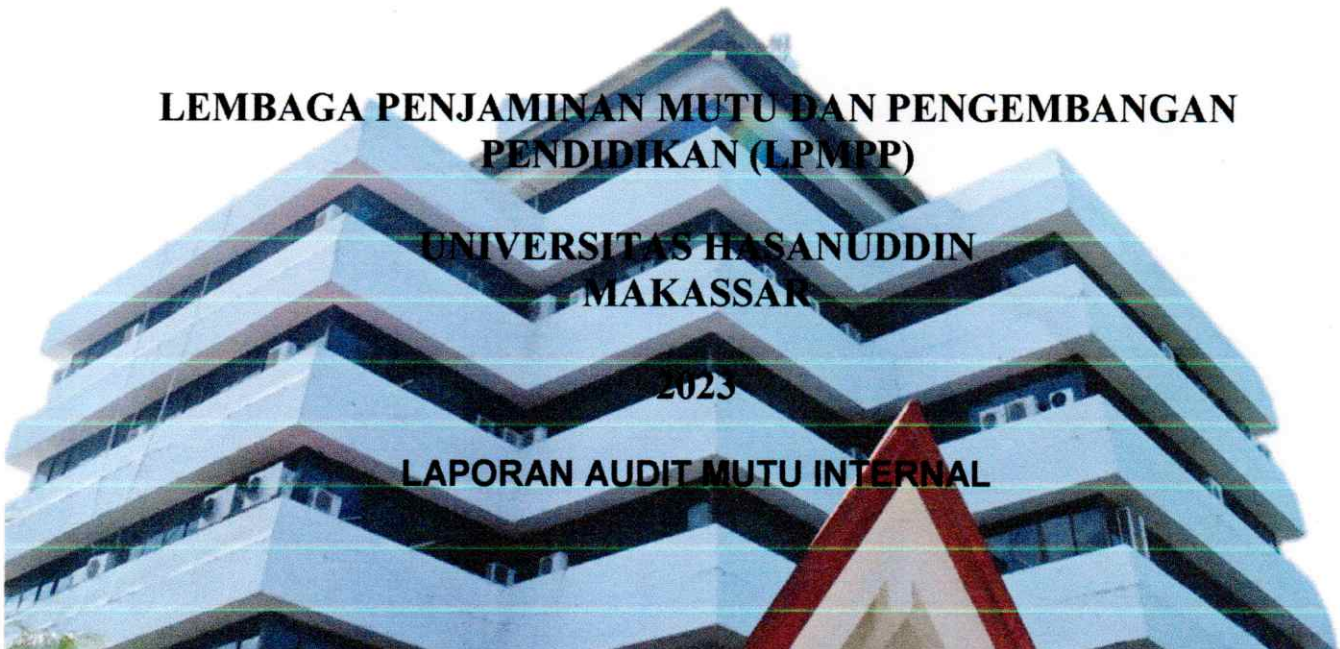 LEMBAGA PENJAMINAN MUTU DAN PENGEMBANGAN
PENDIDIKAN (LPMPP)
UNIVERSITAS HASANUDDIN
MAKASSAR
2023
LAPORAN AUDIT MUTU INTERNAL